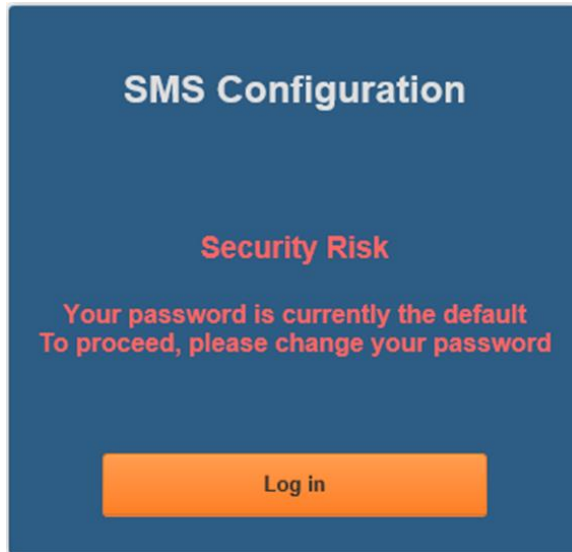 SMS Configuration
Security Risk
Your password is currently the default
To proceed, please change your password
Log in